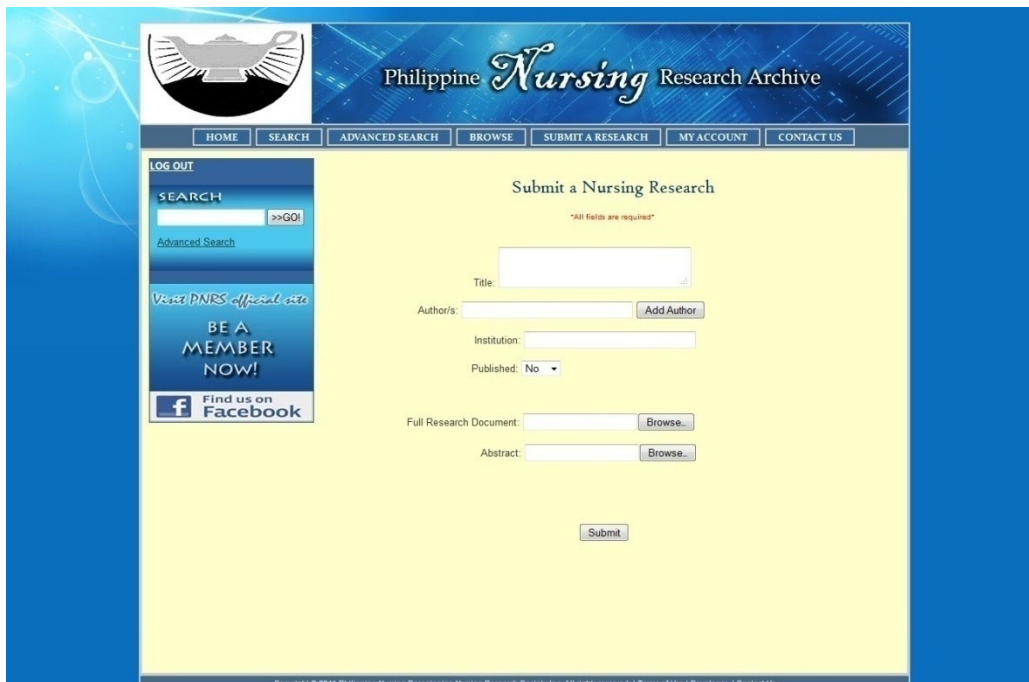 Philippine Nursing Research Archive
HOME SEARCH ADVANCED SEARCH BROWSE SUBMIT A RESEARCH MY ACCOUNT CONTACT US
LOG OUT
SEARCH
>>GO!
Advanced Search
Visit PNRS official site
BE A
MEMBER
NOW!
Find us on
Facebook
Submit a Nursing Research
*All fields are required*
Title:
Author/s: Add Author
Institution:
Published: No
Full Research Document: Browse..
Abstract: Browse..
Submit